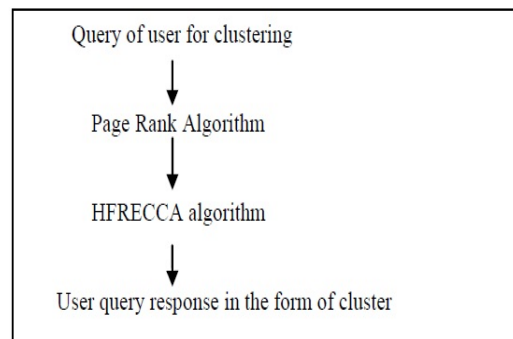 Query of user for clustering
Page Rank Algorithm
HFRECCA algorithm
User query response in the form of cluster